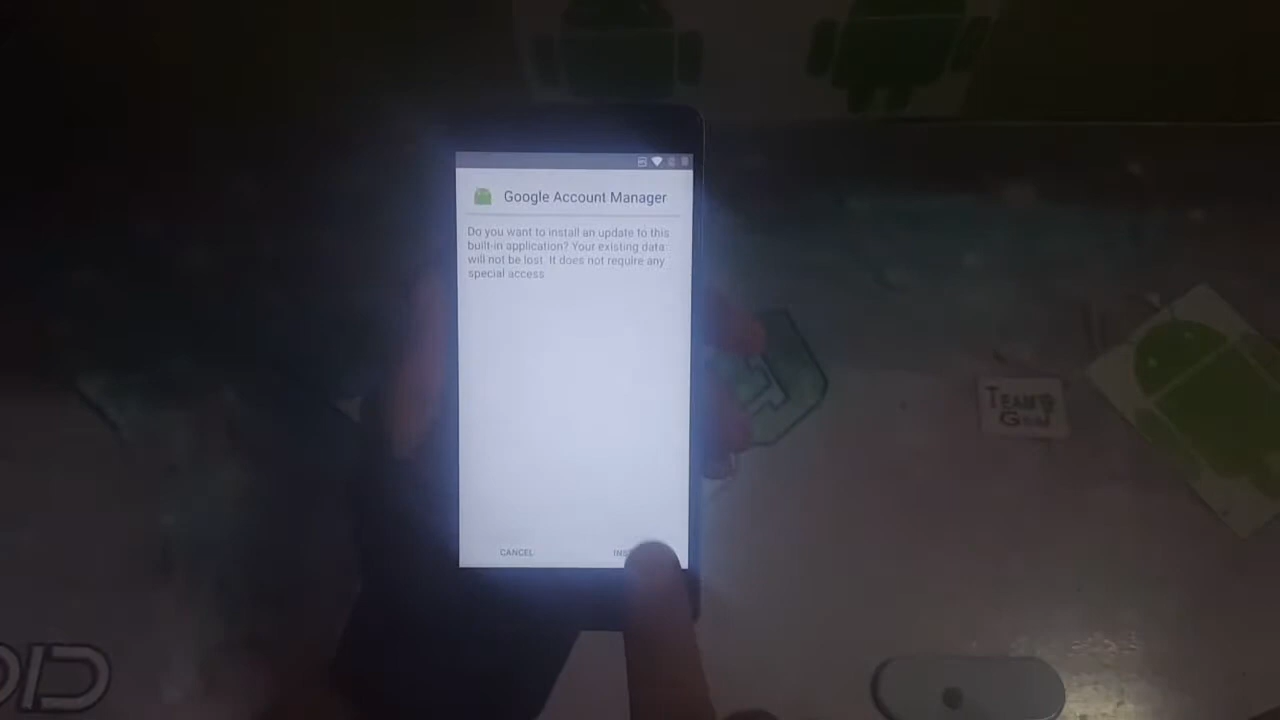 Google Account Manager
Do you want to install an update to this
built-in application? Your existing data
will not be lost. It does not require any
special access
CANCEL
TEAM